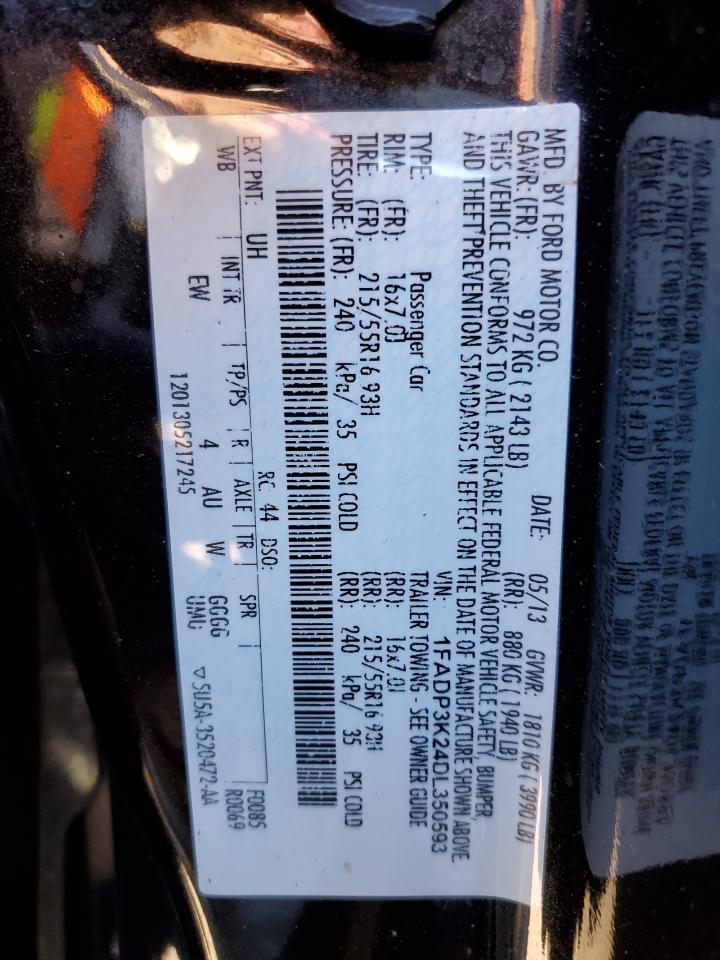 MFD. BY FORD MOTOR CO. DATE: 05/13 GVWR: 1810 KG ( 3990 LB)
GAWR: (FR): 972 KG ( 2143 LB) (RR): 880 KG ( 1940 LB)
THIS VEHICLE CONFORMS TO ALL APPLICABLE FEDERAL MOTOR VEHICLE SAFETY, BUMPER,
AND THEFT PREVENTION STANDARDS IN EFFECT ON THE DATE OF MANUFACTURE SHOWN ABOVE.
VIN: 1FADP3K24DL350593
TYPE: Passenger Car TRAILER TOWING - SEE OWNER GUIDE
RIM: (FR): 16x7.0J (RR): 16x7.0J
TIRE: (FR): 215/55R16 93H (RR): 215/55R16 93H
PRESSURE: (FR): 240 kPa/ 35 PSI COLD (RR): 240 kPa/ 35 PSI COLD
EXT PNT: UH RC: 44 DSO: F0085
WB INT TR TP/PS R AXLE TR SPR R0069
EW 4 AU W GGGG
UMG
1201305217245 ▽ SU5A-3520472-AA